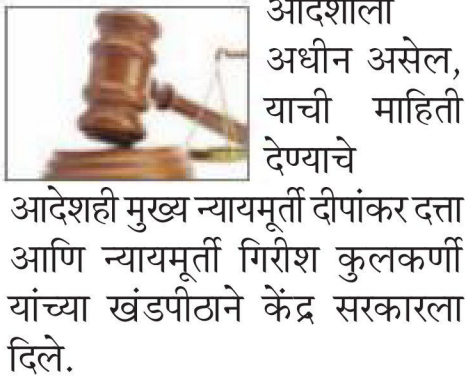 आदेशाला
अधीन असेल,
याची माहिती
देण्याचे
आदेशही मुख्य न्यायमूर्ती दीपांकर दत्ता
आणि न्यायमूर्ती गिरीश कुलकर्णी
यांच्या खंडपीठाने केंद्र सरकारला
दिले.